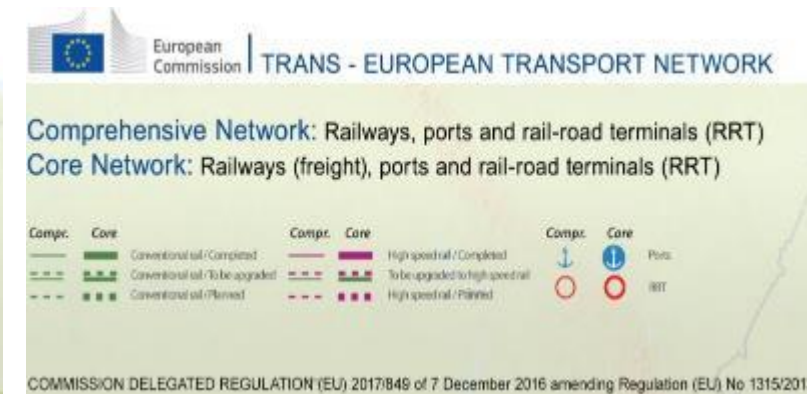 European
Commission
TRANS - EUROPEAN TRANSPORT NETWORK
Comprehensive Network: Railways, ports and rail-road terminals (RRT)
Core Network: Railways (freight), ports and rail-road terminals (RRT)
Compr. Core Compr. Core Compr. Core
Conventional rail / Completed High speed rail / Completed Ports
Conventional rail / To be upgraded To be upgraded to high speed rail
Conventional rail / Planned High speed rail / Planned RRT
COMMISSION DELEGATED REGULATION (EU) 2017/849 of 7 December 2016 amending Regulation (EU) No 1315/201